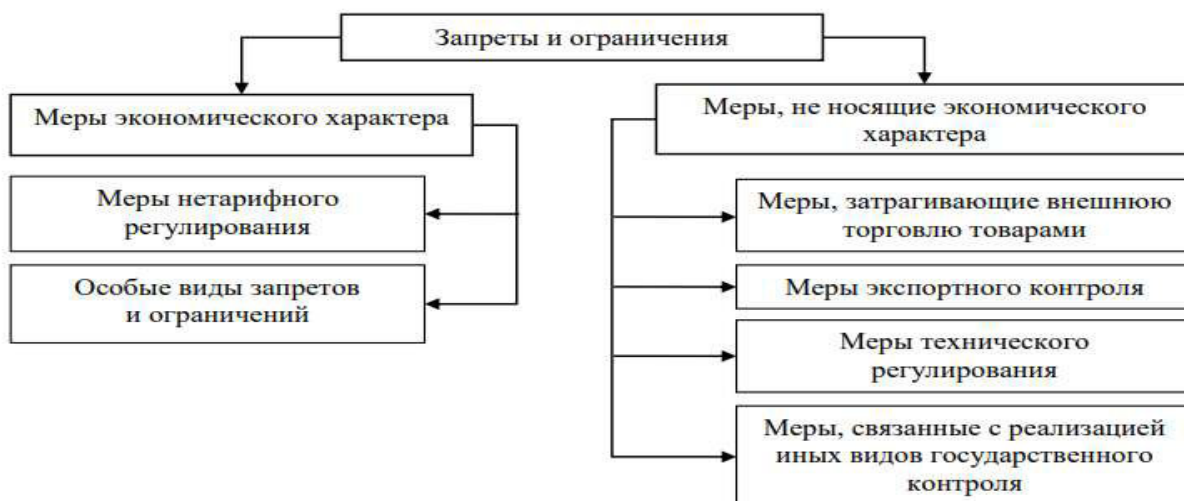 Запреты и ограничения
Меры экономического характера
Меры нетарифного
регулирования
Особые виды запретов
и ограничений
Меры, не носящие экономического
характера
Меры, затрагивающие внешнюю
торговлю товарами
Меры экспортного контроля
Меры технического
регулирования
Меры, связанные с реализацией
иных видов государственного
контроля